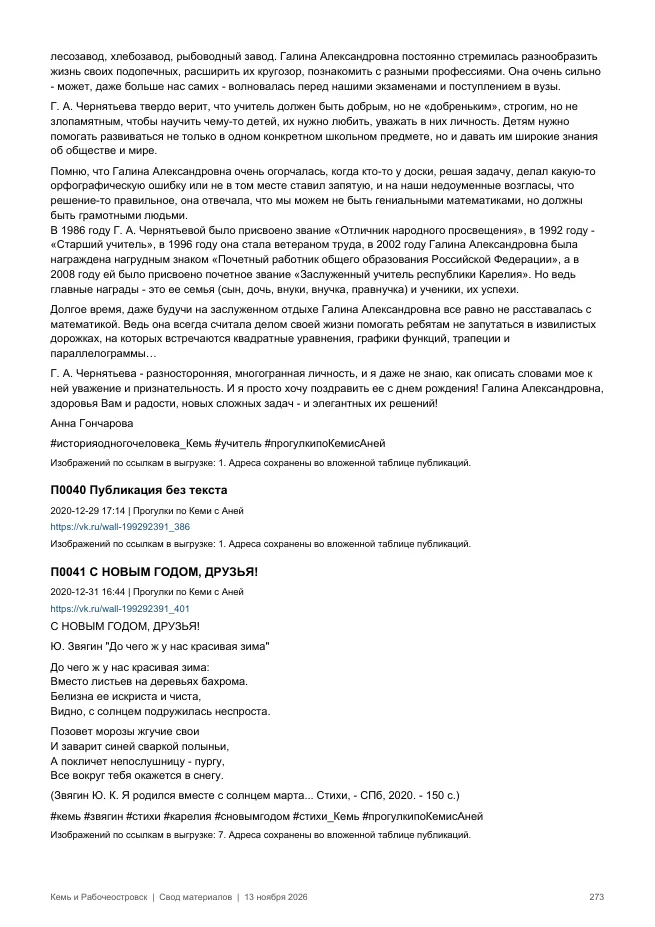 лесозавод, хлебозавод, рыбоводный завод. Галина Александровна постоянно стремилась разнообразить
жизнь своих подопечных, расширить их кругозор, познакомить с разными профессиями. Она очень сильно
- может, даже больше нас самих - волновалась перед нашими экзаменами и поступлением в вузы.
Г. А. Чернятьева твердо верит, что учитель должен быть добрым, но не «добреньким», строгим, но не
злопамятным, чтобы научить чему-то детей, их нужно любить, уважать в них личность. Детям нужно
помогать развиваться не только в одном конкретном школьном предмете, но и давать им широкие знания
об обществе и мире.
Помню, что Галина Александровна очень огорчалась, когда кто-то у доски, решая задачу, делал какую-то
орфографическую ошибку или не в том месте ставил запятую, и на наши недоуменные возгласы, что
решение-то правильное, она отвечала, что мы можем не быть гениальными математиками, но должны
быть грамотны людьми.
В 1986 году Г. А. Чернятьевой было присвоено звание «Отличник народного просвещения», в 1992 году -
«Старший учитель», в 1996 году она стала ветераном труда, в 2002 году Галина Александровна была
награждена нагрудным знаком «Почетный работник общего образования Российской Федерации», а в
2008 году ей было присвоено почетное звание «Заслуженный учитель республики Карелия». Но ведь
главные награды - это ее семья (сын, дочь, внуки, внучка, правнучка) и ученики, их успехи.
Долгое время, даже будучи на заслуженном отдыхе Галина Александровна все равно не расставалась с
математикой. Ведь она всегда считала делом своей жизни помогать ребятам не запутаться в извилистых
дорожках, на которых встречаются квадратные уравнения, графики функций, трапеции и
параллелограммы…
Г. А. Чернятьева - разносторонняя, многогранная личность, и я даже не знаю, как описать словами мое к
ней уважение и признательность. И я просто хочу поздравить ее с днем рождения! Галина Александровна,
здоровья Вам и радости, новых сложных задач - и элегантных их решений!
Анна Гончарова
#историяодногочеловека_Кемь #учитель #прогулкипоКемисАней
Изображений по ссылкам в выгрузке: 1. Адреса сохранены во вложенной таблице публикаций.
П0040 Публикация без текста
2020-12-29 17:14 | Прогулки по Кеми с Аней
https://vk.ru/wall-199292391_386
Изображений по ссылкам в выгрузке: 1. Адреса сохранены во вложенной таблице публикаций.
П0041 С НОВЫМ ГОДОМ, ДРУЗЬЯ!
2020-12-31 16:44 | Прогулки по Кеми с Аней
https://vk.ru/wall-199292391_401
С НОВЫМ ГОДОМ, ДРУЗЬЯ!
Ю. Звягин "До чего ж у нас красивая зима"
До чего ж у нас красивая зима:
Вместо листьев на деревьях бахрома.
Белизна ее искриста и чиста,
Видно, с солнцем подружилась неспроста.
Позовет морозы жгучие свои
И заварит синей сваркой полыньи,
А покличет непослушницу - пургу,
Все вокруг тебя окажется в снегу.
(Звягин Ю. К. Я родился вместе с солнцем марта... Стихи, - СПб, 2020. - 150 с.)
#кемь #звягин #стихи #карелия #сновымгодом #стихи_Кемь #прогулкипоКемисАней
Изображений по ссылкам в выгрузке: 7. Адреса сохранены во вложенной таблице публикаций.
Кемь и Рабочеостровск | Свод материалов | 13 ноября 2026
273